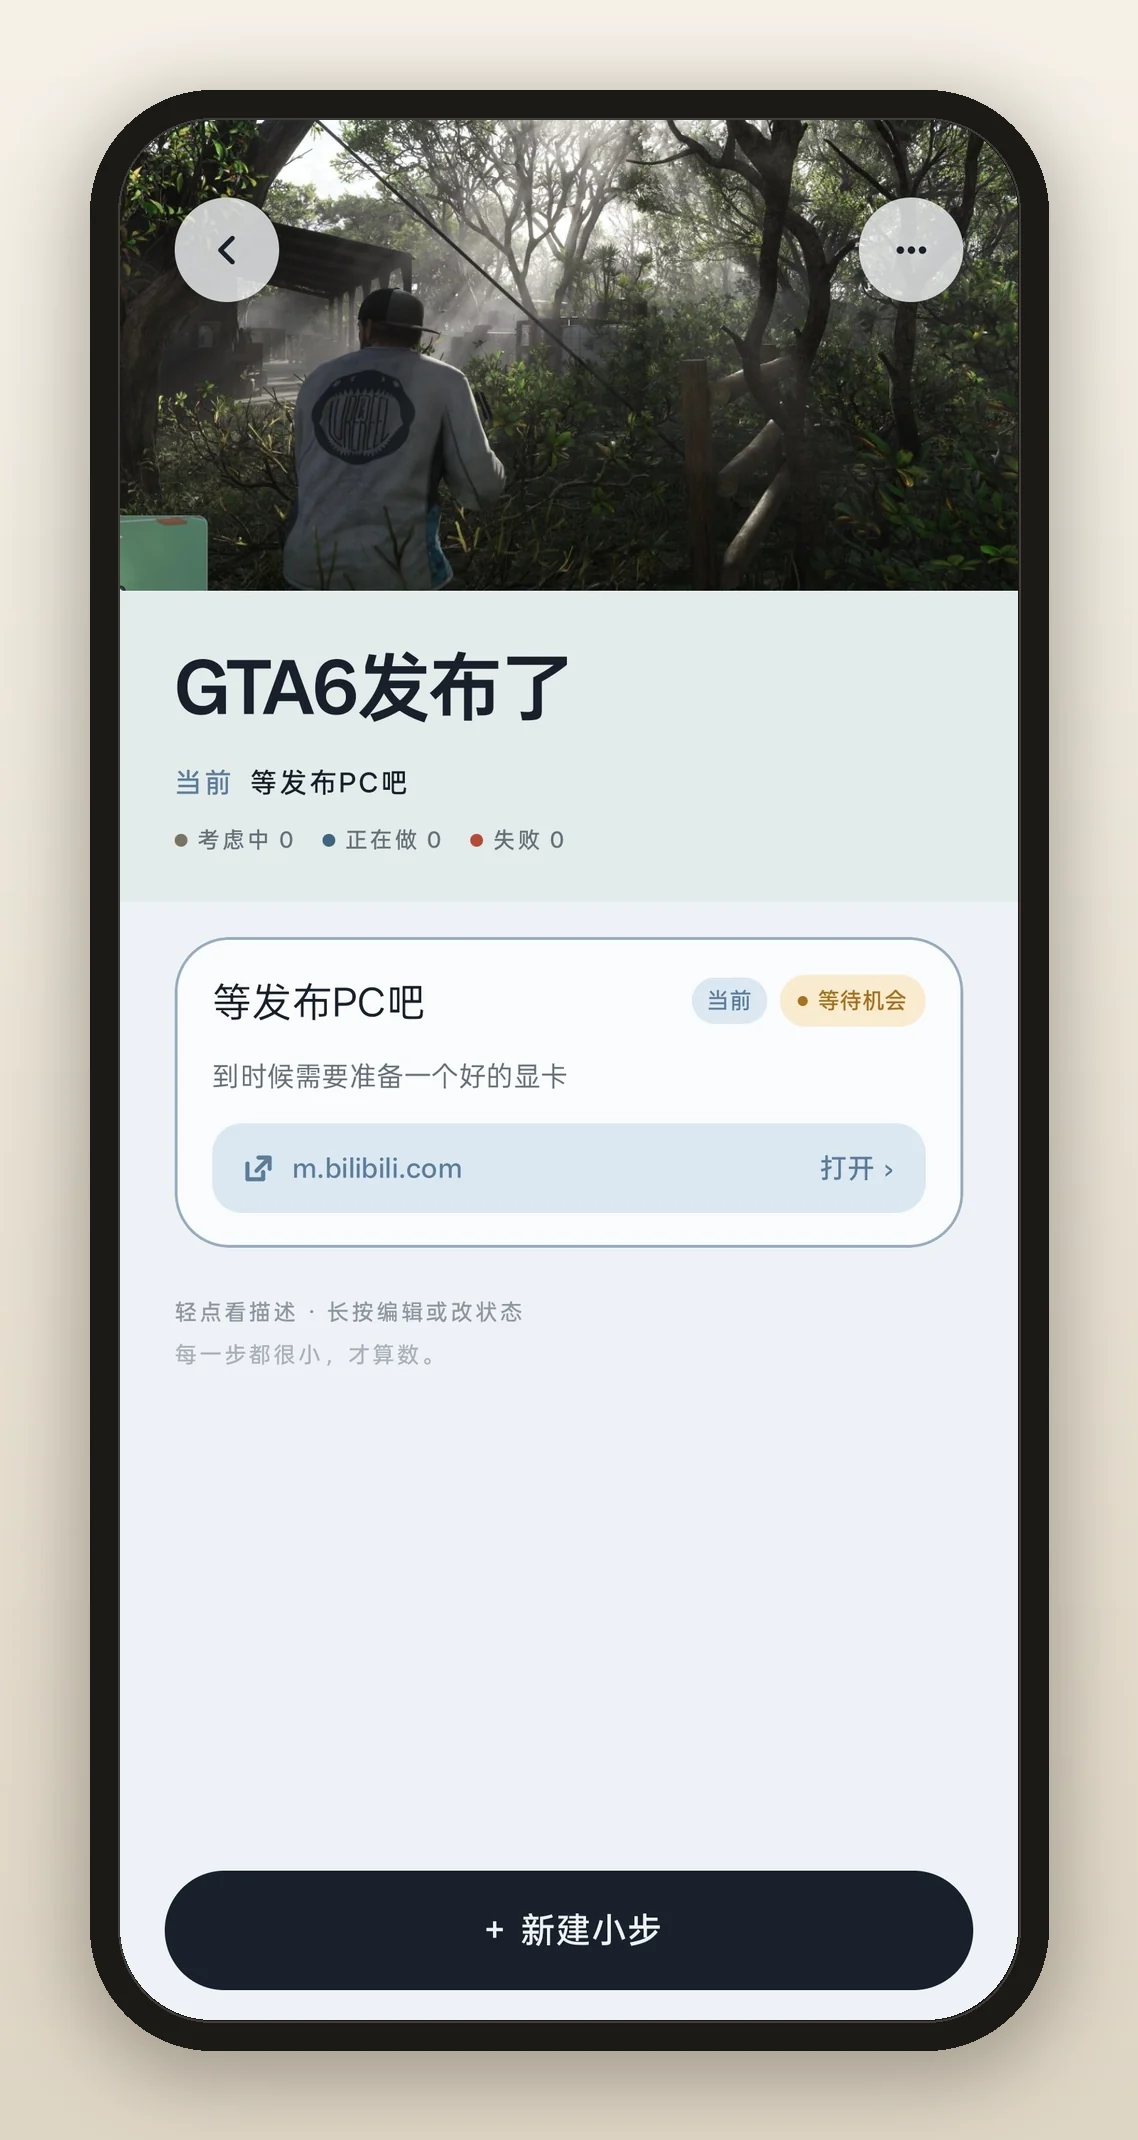 GTA6发布了
当前 等发布PC吧
考虑中 0 正在做 0 失败 0
等发布PC吧 当前 等待机会
到时候需要准备一个好的显卡
m.bilibili.com 打开 ›
轻点看描述 · 长按编辑或改状态
每一步都很小，才算数。
+ 新建小步